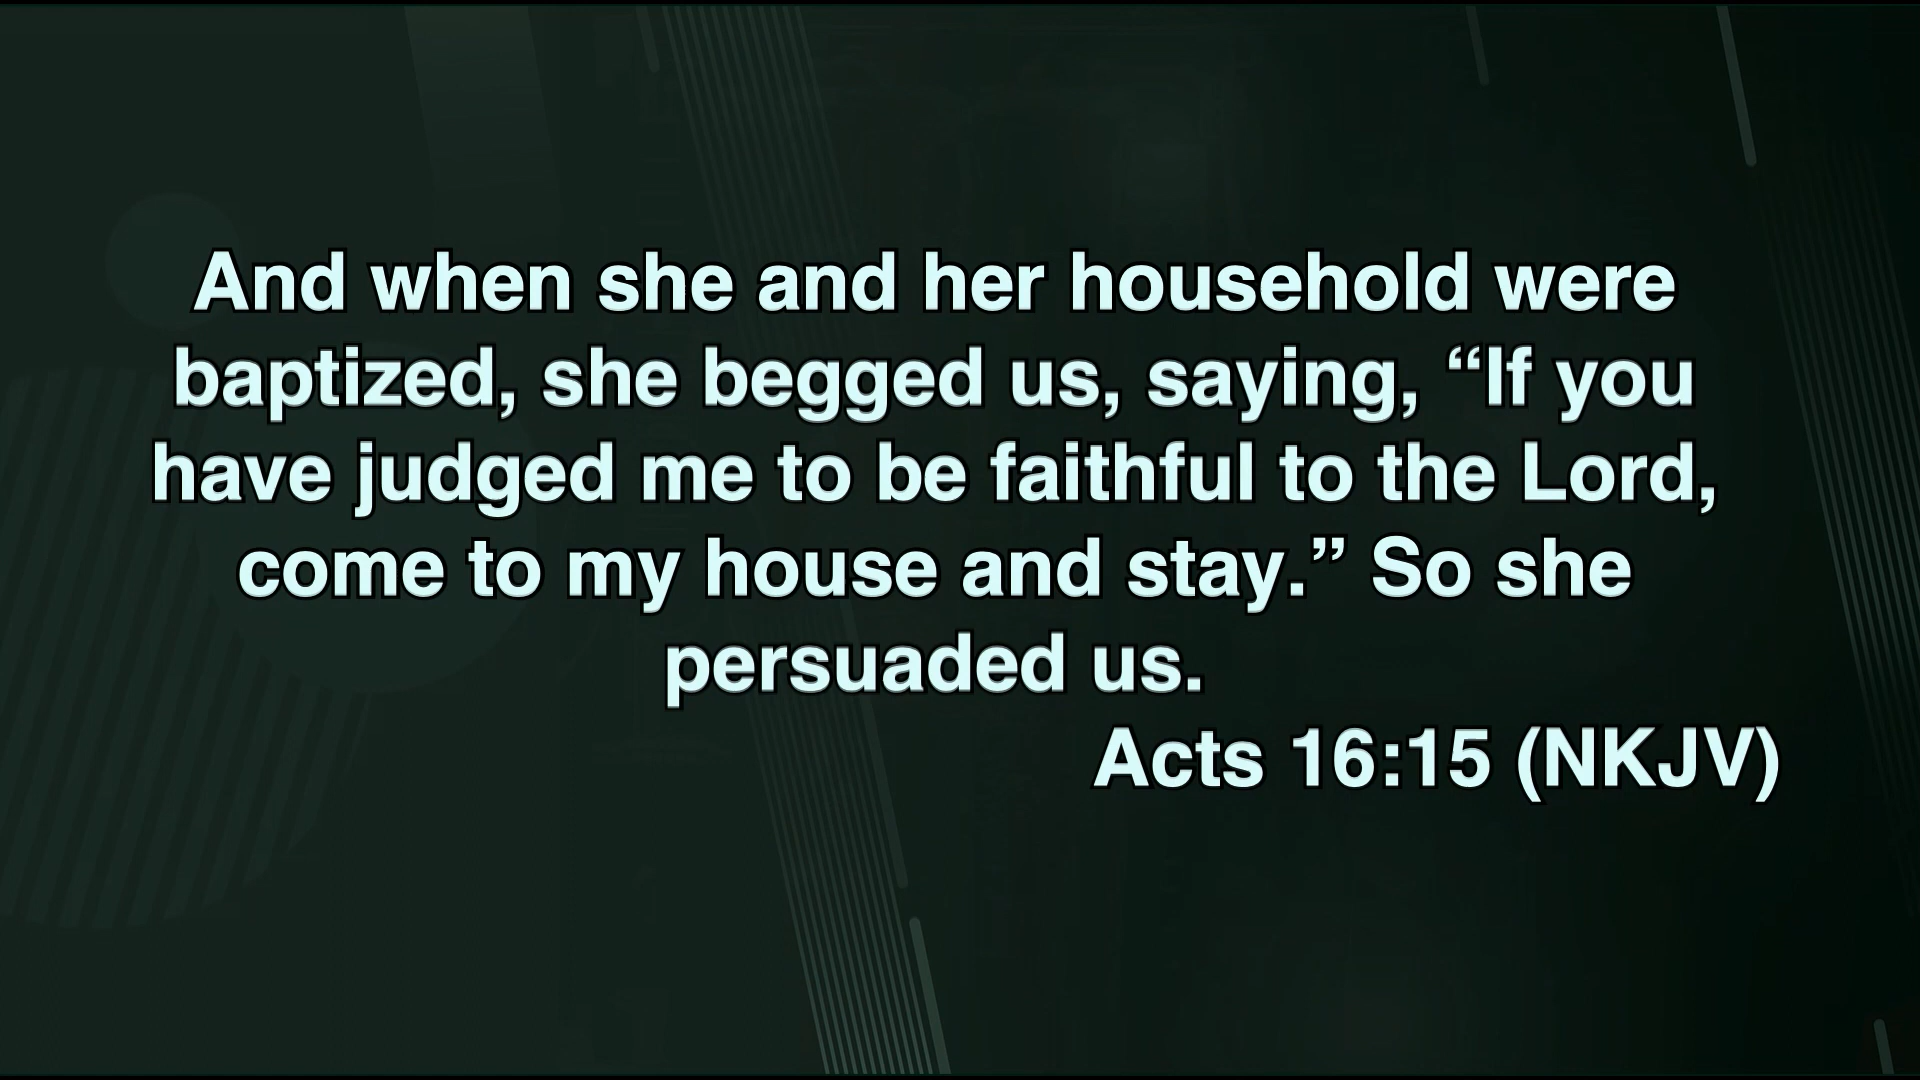 And when she and her household were
baptized, she begged us, saying, “If you
have judged me to be faithful to the Lord,
come to my house and stay.” So she
persuaded us.
Acts 16:15 (NKJV)